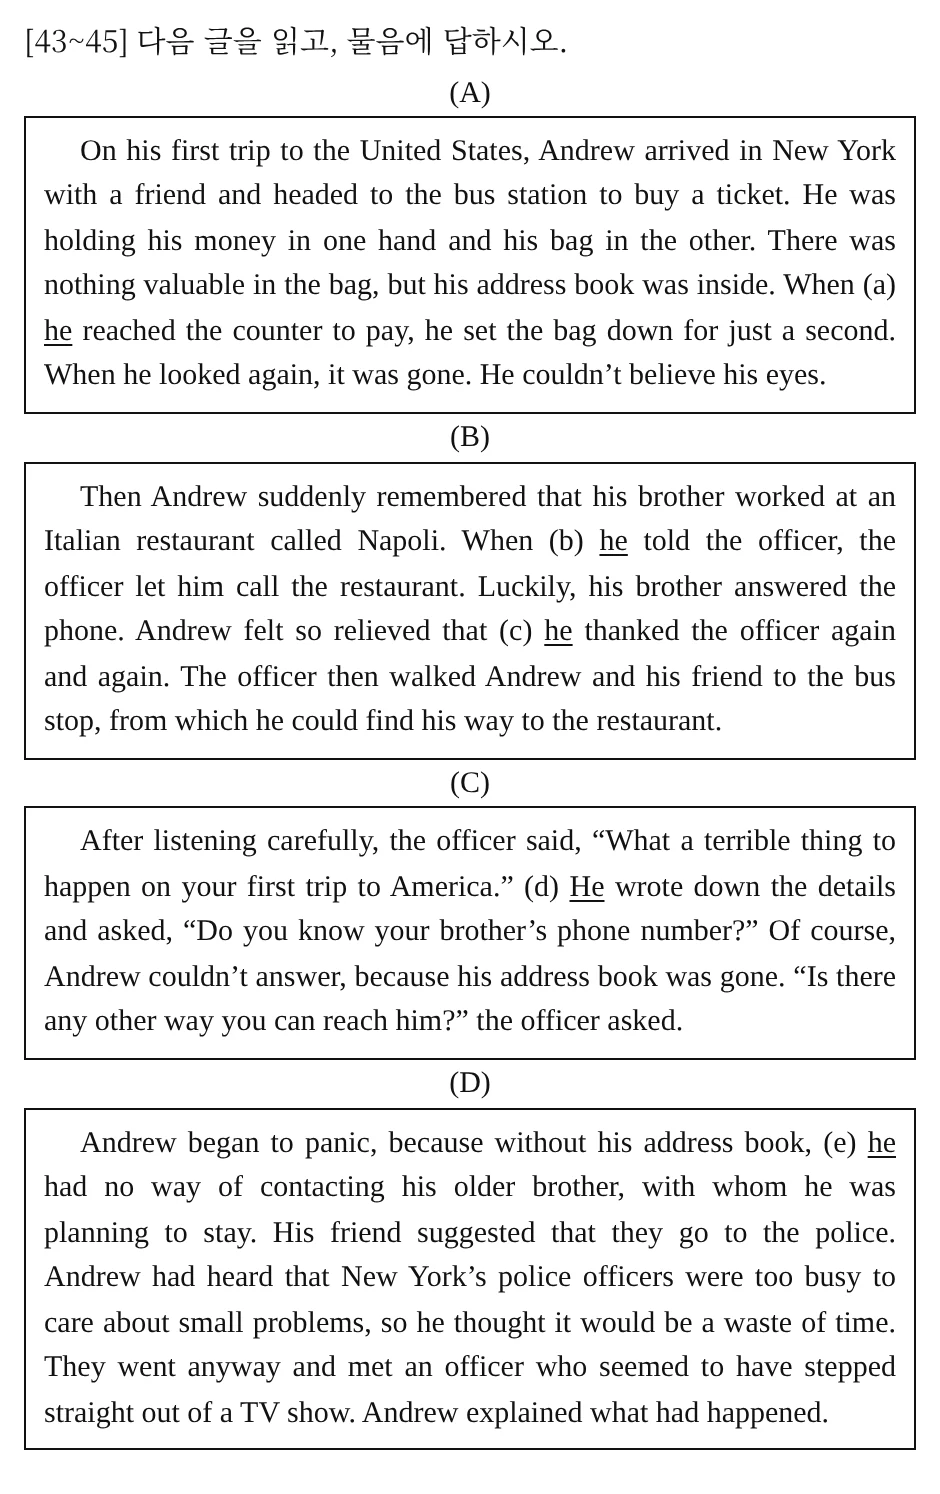 [43~45] 다음 글을 읽고, 물음에 답하시오.
(A)
On his first trip to the United States, Andrew arrived in New York
with a friend and headed to the bus station to buy a ticket. He was
holding his money in one hand and his bag in the other. There was
nothing valuable in the bag, but his address book was inside. When (a)
he reached the counter to pay, he set the bag down for just a second.
When he looked again, it was gone. He couldn’t believe his eyes.
(B)
Then Andrew suddenly remembered that his brother worked at an
Italian restaurant called Napoli. When (b) he told the officer, the
officer let him call the restaurant. Luckily, his brother answered the
phone. Andrew felt so relieved that (c) he thanked the officer again
and again. The officer then walked Andrew and his friend to the bus
stop, from which he could find his way to the restaurant.
(C)
After listening carefully, the officer said, “What a terrible thing to
happen on your first trip to America.” (d) He wrote down the details
and asked, “Do you know your brother’s phone number?” Of course,
Andrew couldn’t answer, because his address book was gone. “Is there
any other way you can reach him?” the officer asked.
(D)
Andrew began to panic, because without his address book, (e) he
had no way of contacting his older brother, with whom he was
planning to stay. His friend suggested that they go to the police.
Andrew had heard that New York’s police officers were too busy to
care about small problems, so he thought it would be a waste of time.
They went anyway and met an officer who seemed to have stepped
straight out of a TV show. Andrew explained what had happened.